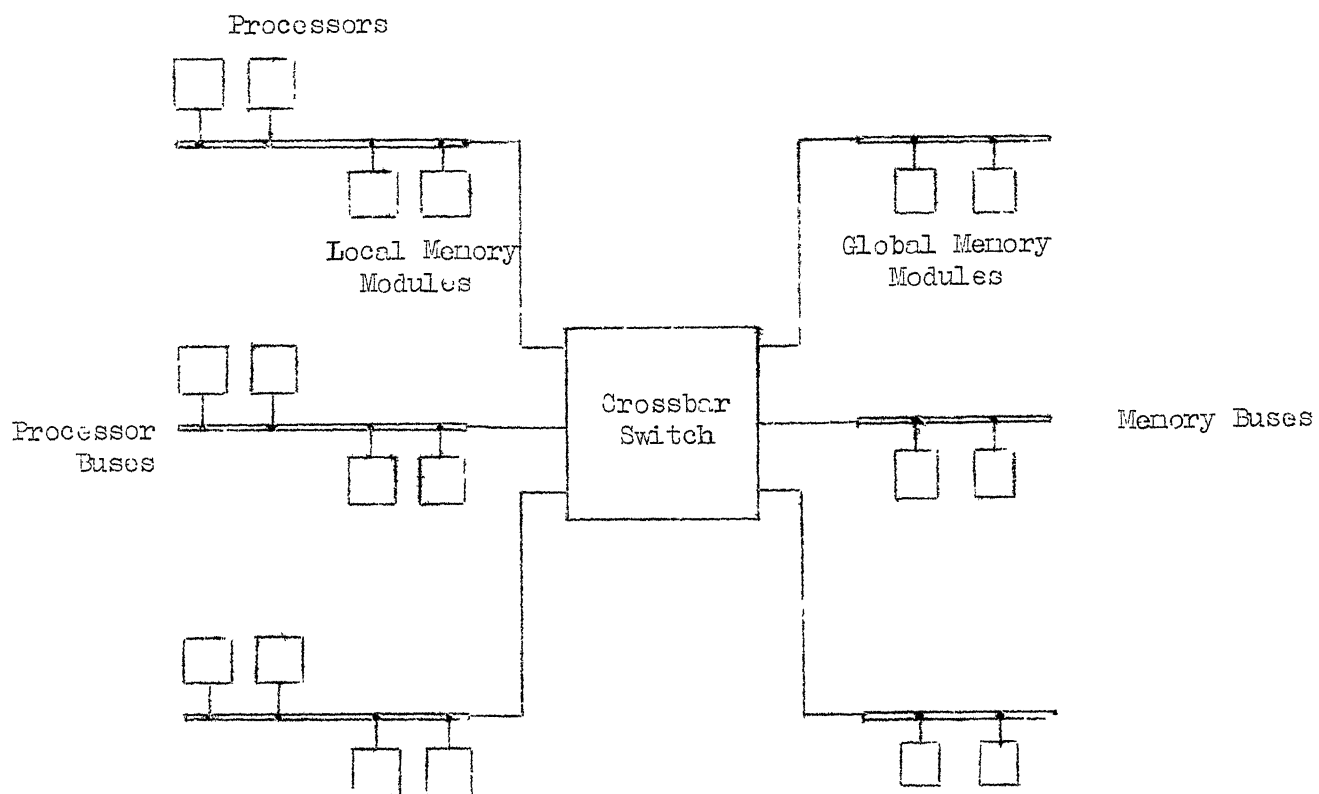 Processors
Local Memory
Modules
Global Memory
Modules
Crossbar
Switch
Processor
Buses
Memory Buses